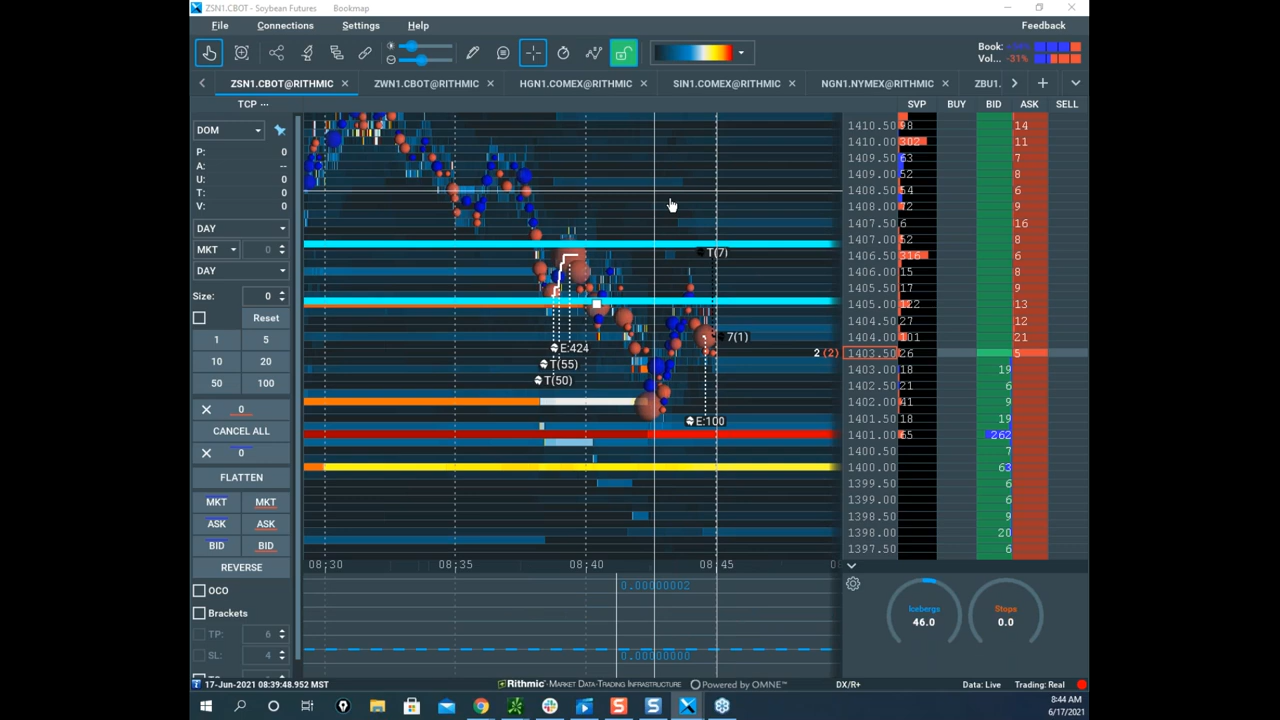 ZSN1.CBOT - Soybean Futures Bookmap
File Connections Settings Help Feedback
Book:
Vol... -31%
ZSN1.CBOT@RITHMIC ZWN1.CBOT@RITHMIC HGN1.COMEX@RITHMIC SIN1.COMEX@RITHMIC NGN1.NYMEX@RITHMIC ZBU1.
TCP ...
SVP BUY BID ASK SELL
DOM
P: 0
A: --
U: 0
T: 0
V: 0
DAY
MKT 0
DAY
Size: 0
Reset
1 5
10 20
50 100
0
CANCEL ALL
0
FLATTEN
MKT MKT
ASK ASK
BID BID
REVERSE
OCO
Brackets
TP: 6
SL: 4
T(7)
7(1)
E:424
T(55)
T(50)
E:100
2 (2)
1410.50 98 14
1410.00 302 11
1409.50 63 7
1409.00 52 8
1408.50 54 6
1408.00 72 9
1407.50 6 16
1407.00 52 8
1406.50 316 6
1406.00 15 8
1405.50 17 9
1405.00 122 13
1404.50 27 12
1404.00 101 21
1403.50 26 5
1403.00 18 19
1402.50 21 6
1402.00 41 9
1401.50 18 19
1401.00 65 262
1400.50 7
1400.00 63
1399.50 6
1399.00 6
1398.50 9
1398.00 20
1397.50 6
08:30 08:35 08:40 08:45
0.00000002
0.00000000
Icebergs
46.0
Stops
0.0
17-Jun-2021 08:39:48.952 MST
Rithmic MARKET DATA-TRADING INFRASTRUCTURE
Powered by OMNE™
DX/R+
Data: Live
Trading: Real
8:44 AM
6/17/2021